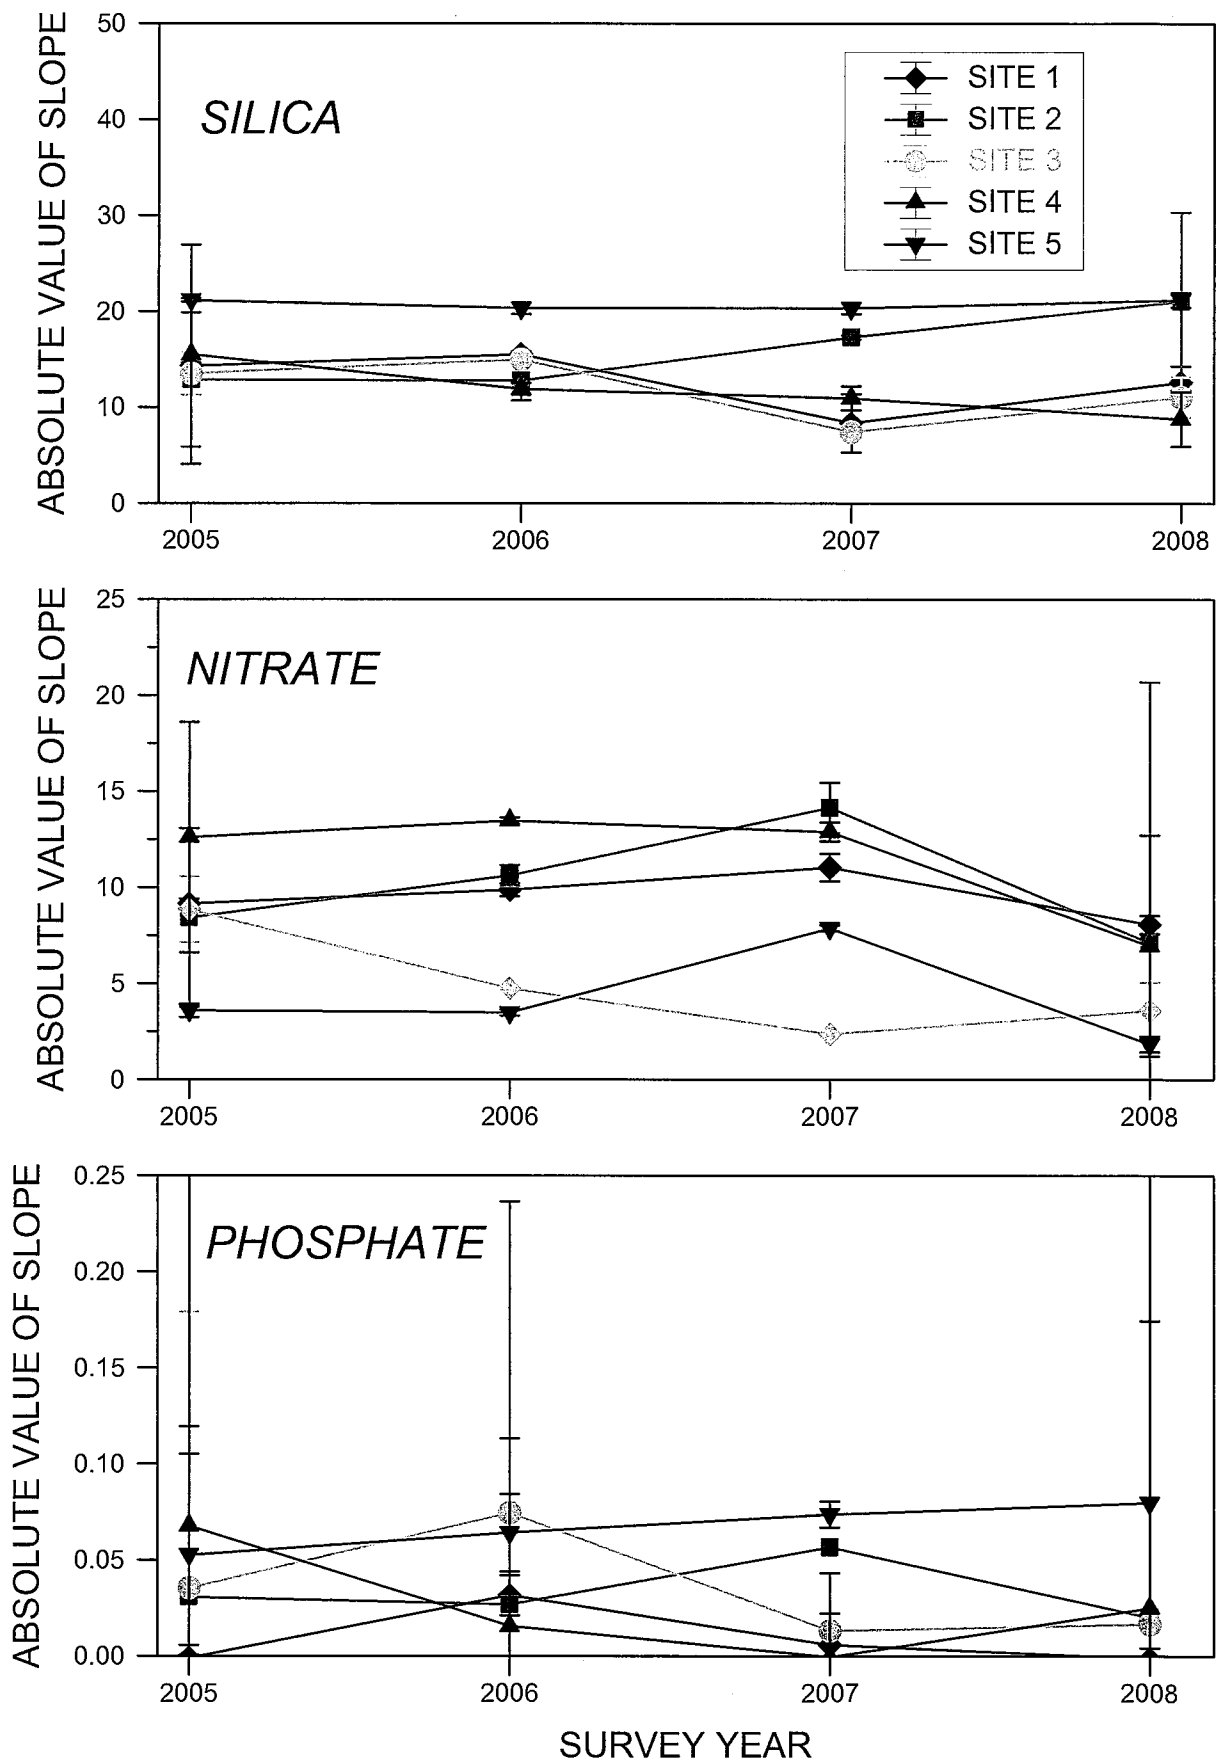 ABSOLUTE VALUE OF SLOPE
50
40
30
20
10
0
SILICA
SITE 1
SITE 2
SITE 3
SITE 4
SITE 5
2005 2006 2007 2008
ABSOLUTE VALUE OF SLOPE
25
20
15
10
5
0
NITRATE
2005 2006 2007 2008
ABSOLUTE VALUE OF SLOPE
0.25
0.20
0.15
0.10
0.05
0.00
PHOSPHATE
2005 2006 2007 2008
SURVEY YEAR